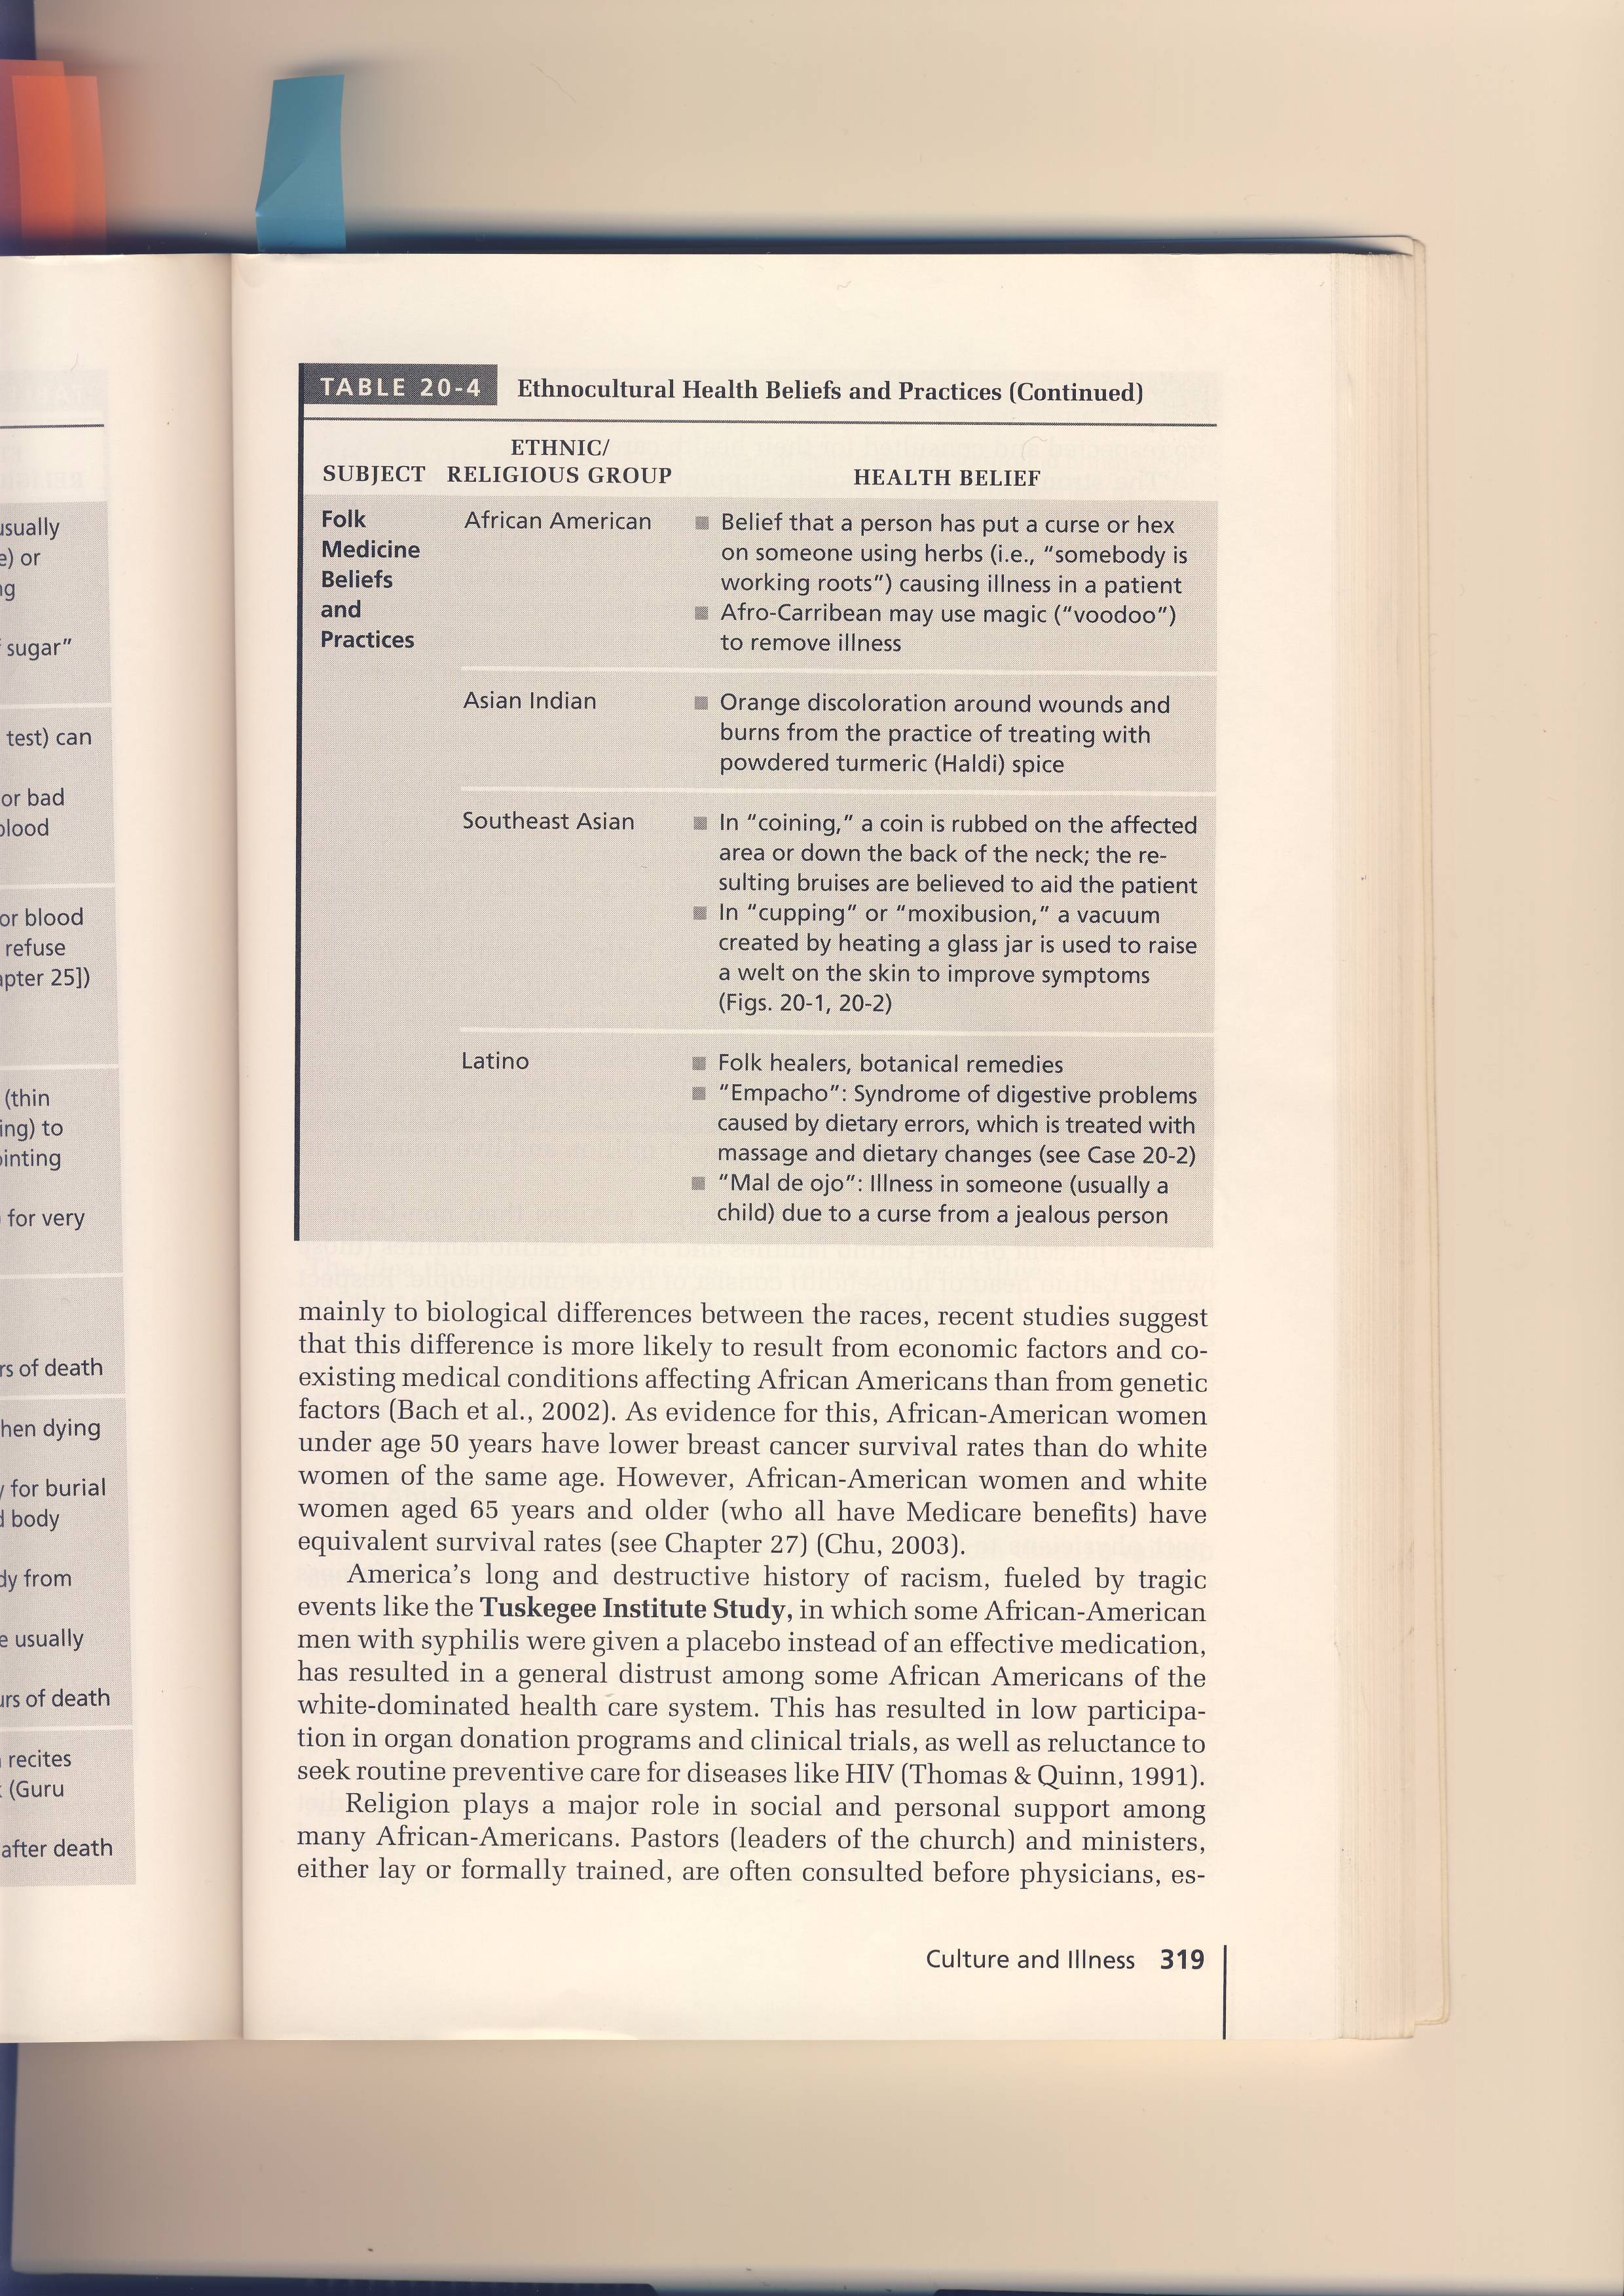 usually
e) or
sugar"
test) can
or bad
blood
or blood
refuse
pter 25])
(thin
ing) to
ointing
for very
rs of death
hen dying
for burial
body
dy from
e usually
urs of death
recites
(Guru
after death
TABLE 20-4 Ethnocultural Health Beliefs and Practices (Continued)
ETHNIC/
SUBJECT RELIGIOUS GROUP HEALTH BELIEF
Folk African American ■ Belief that a person has put a curse or hex
Medicine on someone using herbs (i.e., "somebody is
Beliefs working roots") causing illness in a patient
and ■ Afro-Carribean may use magic ("voodoo")
Practices to remove illness
Asian Indian ■ Orange discoloration around wounds and
burns from the practice of treating with
powdered turmeric (Haldi) spice
Southeast Asian ■ In "coining," a coin is rubbed on the affected
area or down the back of the neck; the re-
sulting bruises are believed to aid the patient
■ In "cupping" or "moxibusion," a vacuum
created by heating a glass jar is used to raise
a welt on the skin to improve symptoms
(Figs. 20-1, 20-2)
Latino ■ Folk healers, botanical remedies
■ "Empacho": Syndrome of digestive problems
caused by dietary errors, which is treated with
massage and dietary changes (see Case 20-2)
■ "Mal de ojo": Illness in someone (usually a
child) due to a curse from a jealous person
mainly to biological differences between the races, recent studies suggest
that this difference is more likely to result from economic factors and co-
existing medical conditions affecting African Americans than from genetic
factors (Bach et al., 2002). As evidence for this, African-American women
under age 50 years have lower breast cancer survival rates than do white
women of the same age. However, African-American women and white
women aged 65 years and older (who all have Medicare benefits) have
equivalent survival rates (see Chapter 27) (Chu, 2003).
America's long and destructive history of racism, fueled by tragic
events like the Tuskegee Institute Study, in which some African-American
men with syphilis were given a placebo instead of an effective medication,
has resulted in a general distrust among some African Americans of the
white-dominated health care system. This has resulted in low participa-
tion in organ donation programs and clinical trials, as well as reluctance to
seek routine preventive care for diseases like HIV (Thomas & Quinn, 1991).
Religion plays a major role in social and personal support among
many African-Americans. Pastors (leaders of the church) and ministers,
either lay or formally trained, are often consulted before physicians, es-
Culture and Illness 319